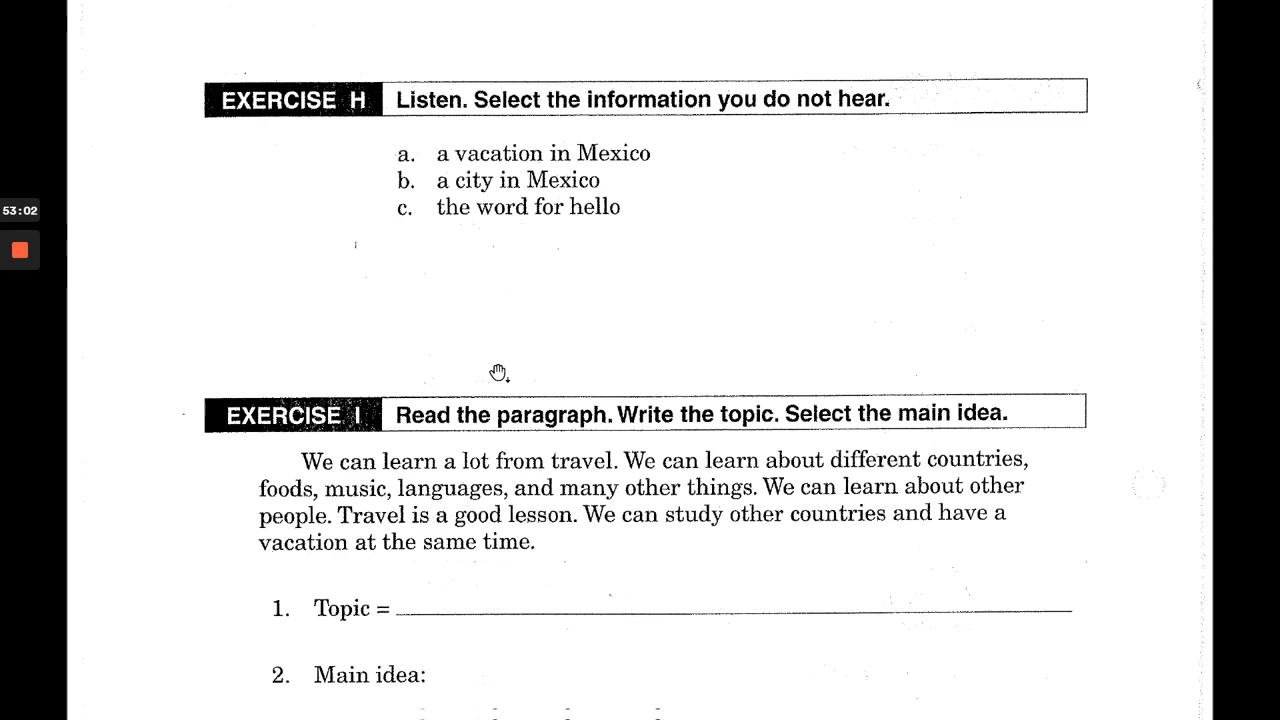 EXERCISE H Listen. Select the information you do not hear.
a. a vacation in Mexico
b. a city in Mexico
c. the word for hello
53:02
EXERCISE I Read the paragraph. Write the topic. Select the main idea.
We can learn a lot from travel. We can learn about different countries,
foods, music, languages, and many other things. We can learn about other
people. Travel is a good lesson. We can study other countries and have a
vacation at the same time.
1. Topic =
2. Main idea: